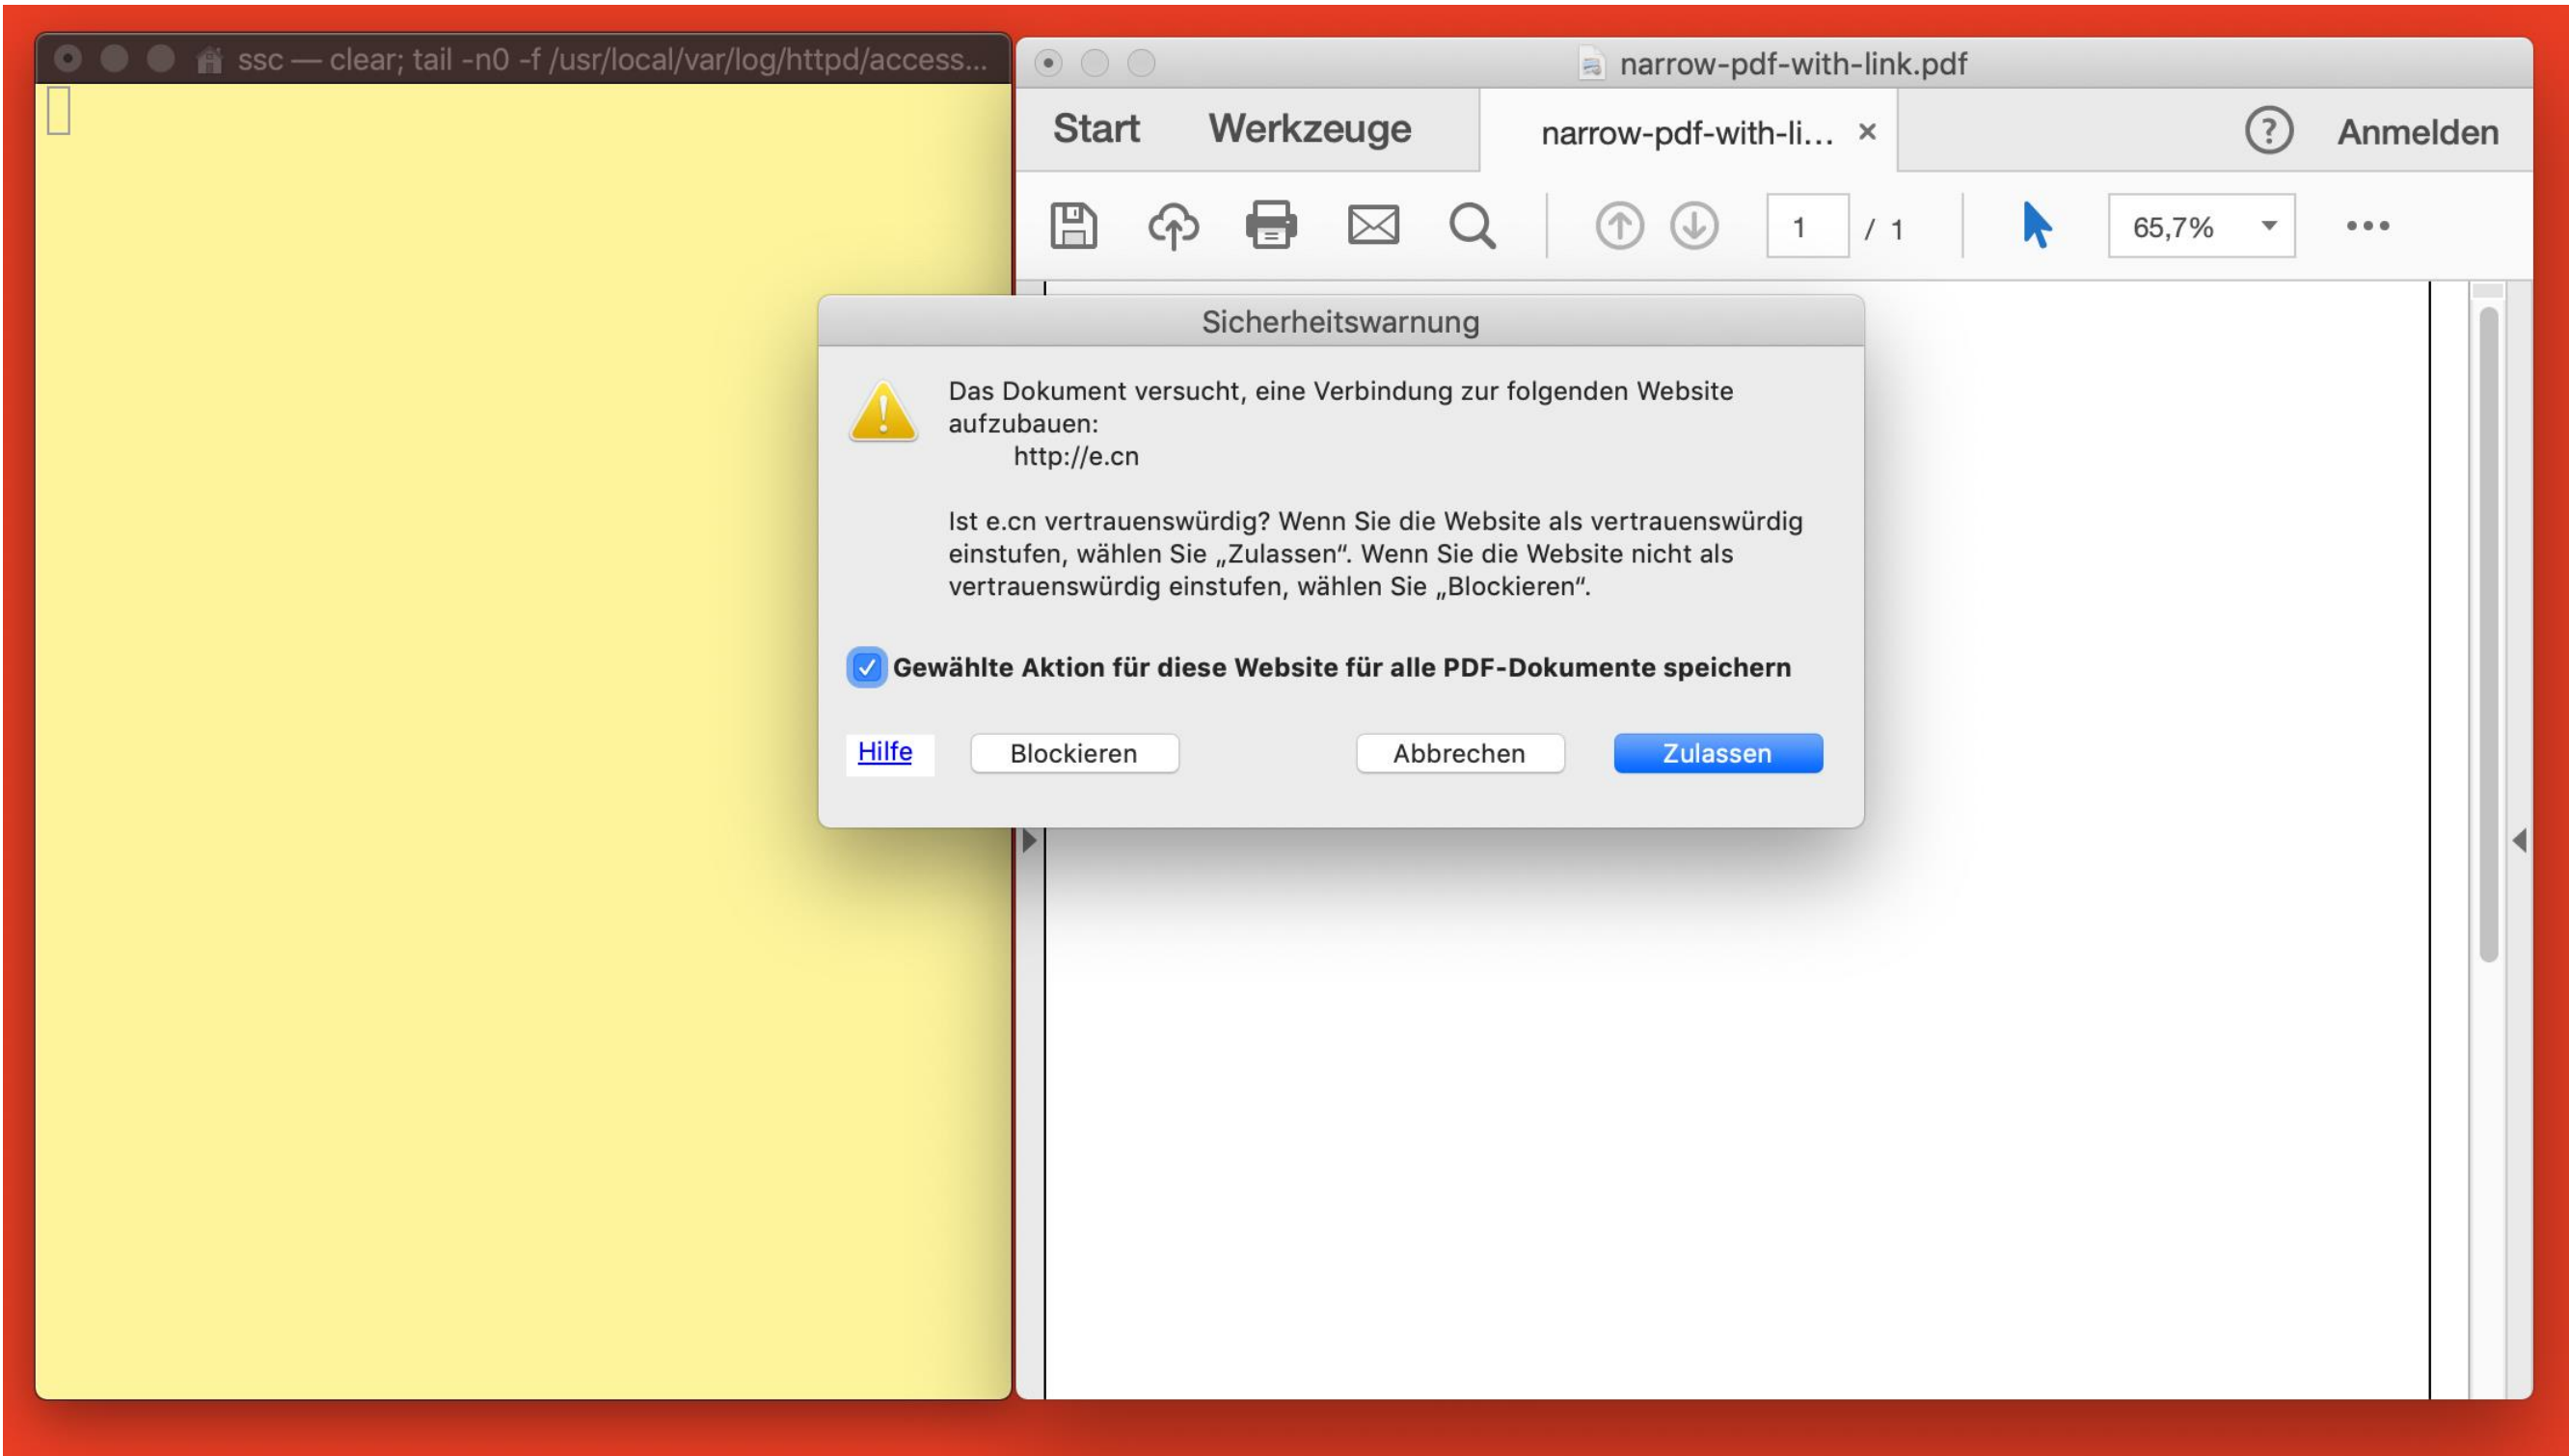 ssc — clear; tail -n0 -f /usr/local/var/log/httpd/access...
narrow-pdf-with-link.pdf
Start
Werkzeuge
narrow-pdf-with-li... ×
?
Anmelden
1 / 1
65,7%
Sicherheitswarnung
Das Dokument versucht, eine Verbindung zur folgenden Website
aufzubauen:
http://e.cn
Ist e.cn vertrauenswürdig? Wenn Sie die Website als vertrauenswürdig
einstufen, wählen Sie „Zulassen“. Wenn Sie die Website nicht als
vertrauenswürdig einstufen, wählen Sie „Blockieren“.
Gewählte Aktion für diese Website für alle PDF-Dokumente speichern
Hilfe
Blockieren
Abbrechen
Zulassen